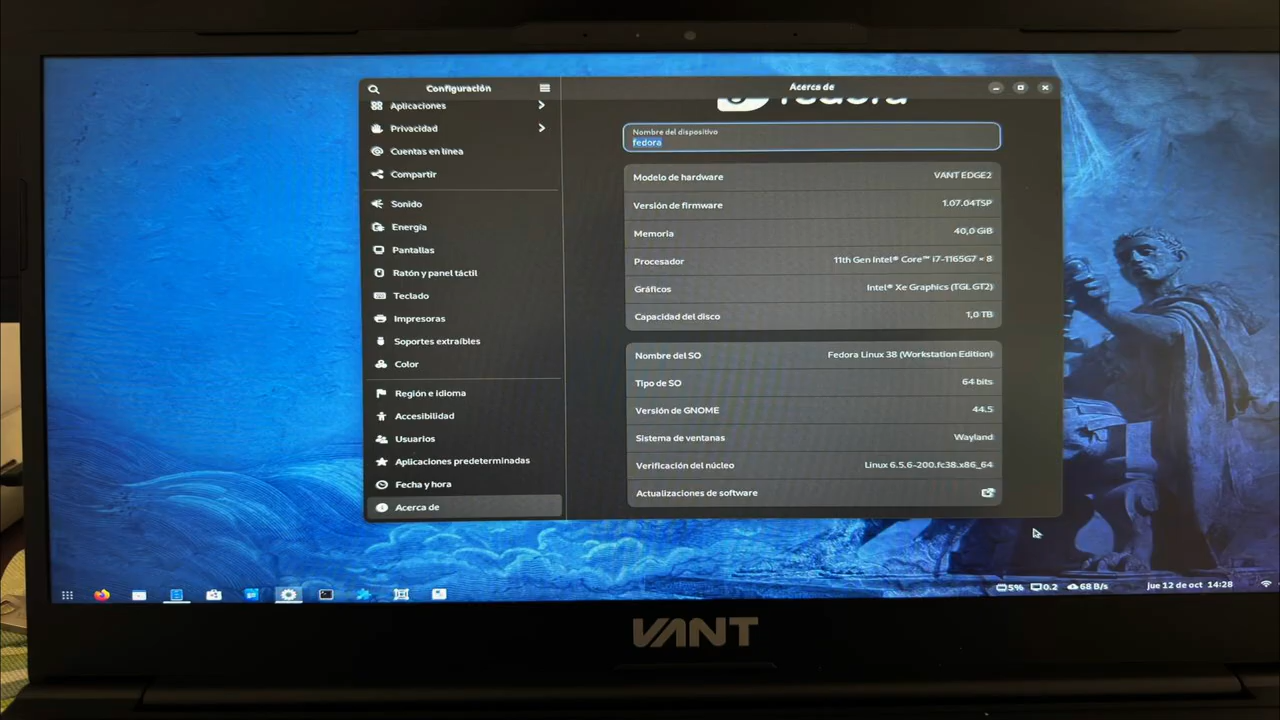 Configuración
Acerca de
fedora
Aplicaciones
Privacidad
Cuentas en línea
Compartir
Sonido
Energía
Pantallas
Ratón y panel táctil
Teclado
Impresoras
Soportes extraíbles
Color
Región e idioma
Accesibilidad
Usuarios
Aplicaciones predeterminadas
Fecha y hora
Acerca de
Nombre del dispositivo
fedora
Modelo de hardware VANT EDGE2
Versión de firmware 1.07.04TSP
Memoria 40,0 GiB
Procesador 11th Gen Intel® Core™ i7-1165G7 × 8
Gráficos Intel® Xe Graphics (TGL GT2)
Capacidad del disco 1,0 TB
Nombre del SO Fedora Linux 38 (Workstation Edition)
Tipo de SO 64 bits
Versión de GNOME 44.5
Sistema de ventanas Wayland
Verificación del núcleo Linux 6.5.6-200.fc38.x86_64
Actualizaciones de software
5% 0.2 68 B/s jue 12 de oct 14:28
VANT